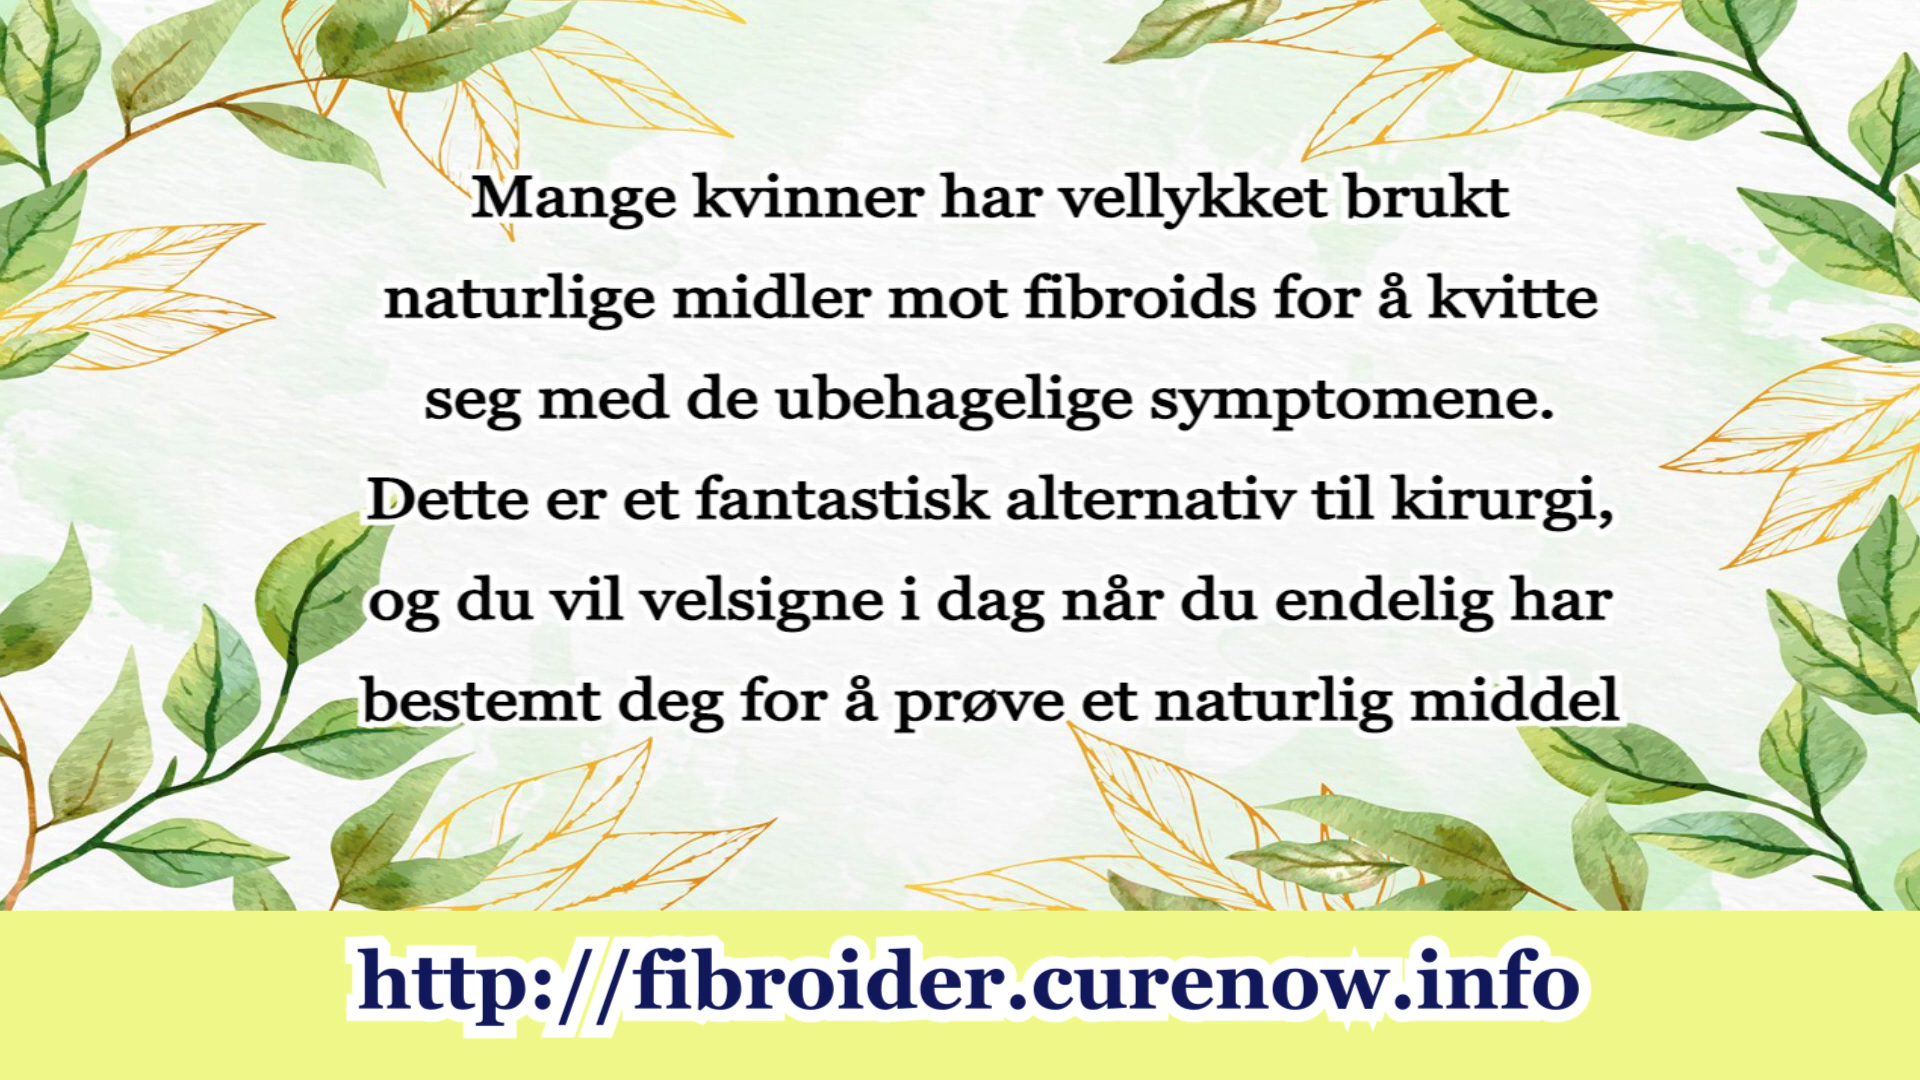 Mange kvinner har vellykket brukt
naturlige midler mot fibroids for å kvitte
seg med de ubehagelige symptomene.
Dette er et fantastisk alternativ til kirurgi,
og du vil velsigne i dag når du endelig har
bestemt deg for å prøve et naturlig middel
http://fibroider.curenow.info